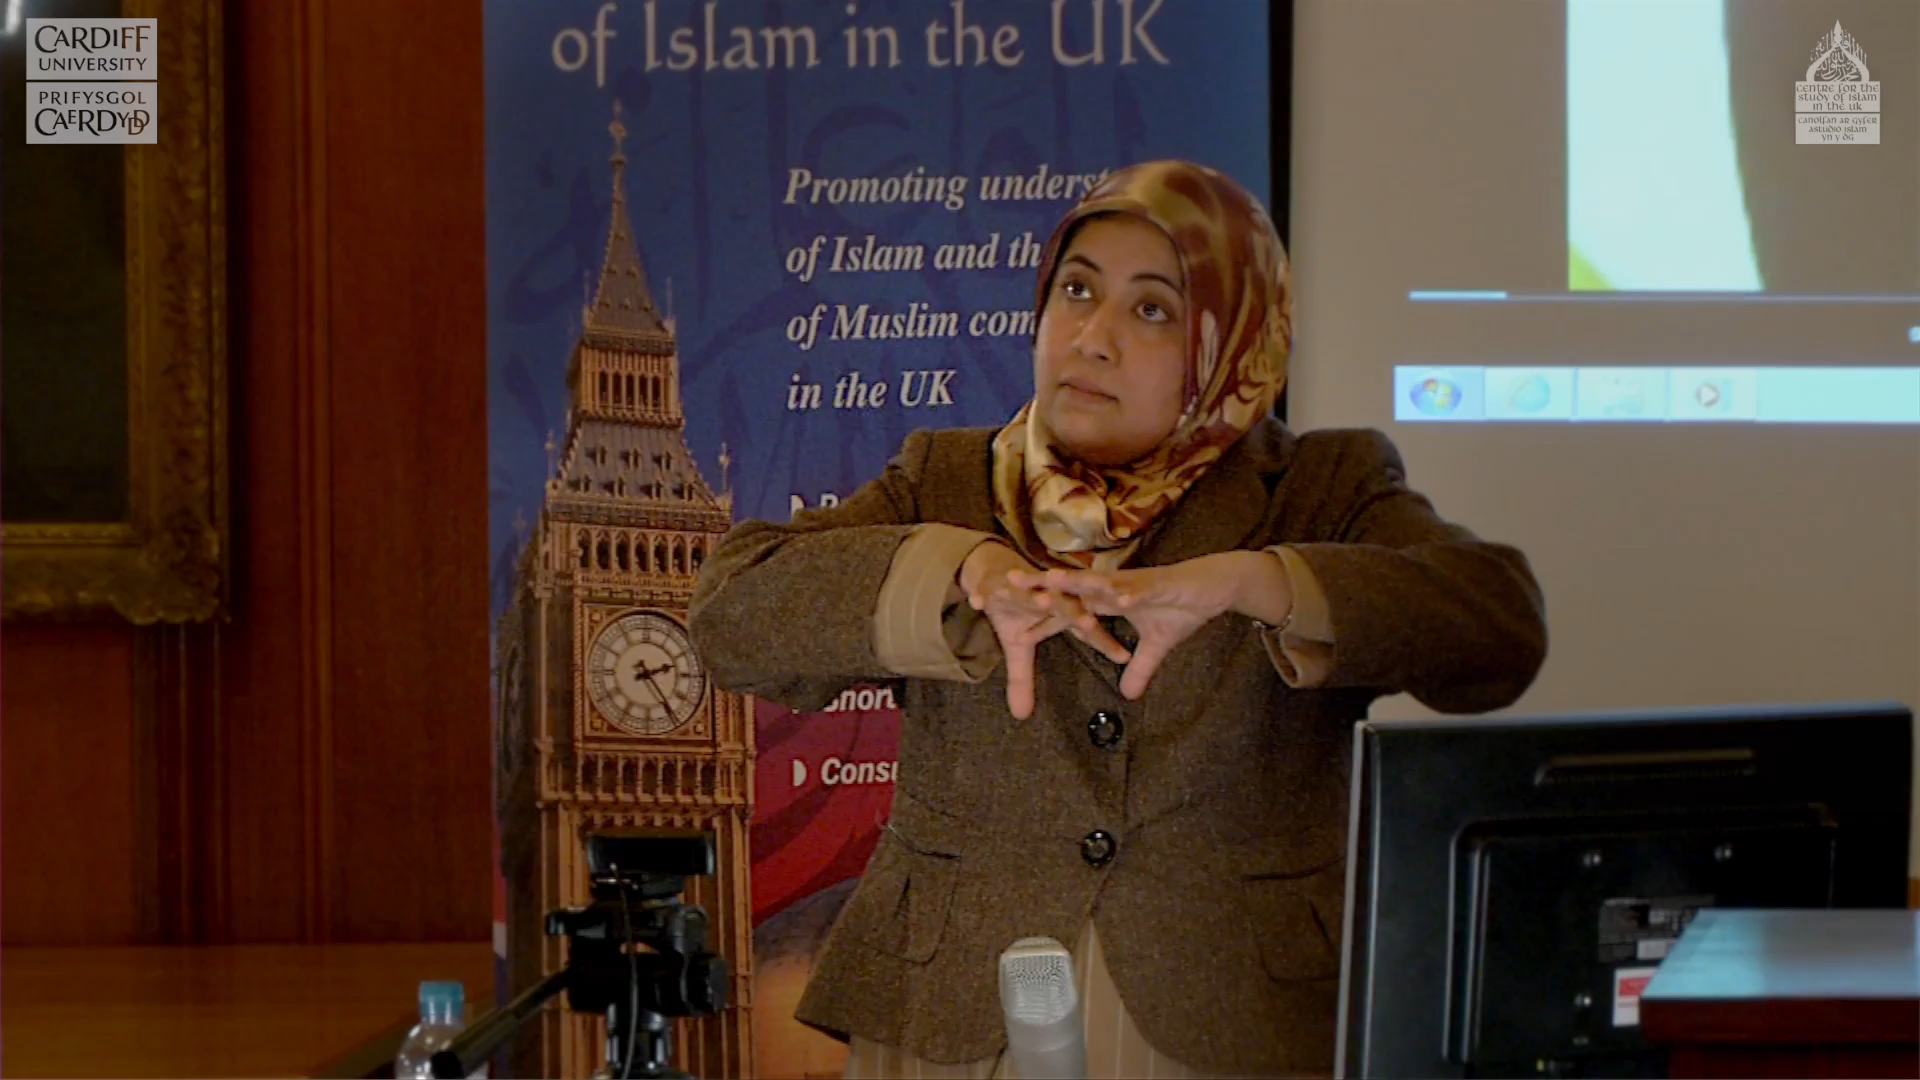 CARDIFF
UNIVERSITY
PRIFYSGOL
CAERDYDD
of Islam in the UK
Promoting underst
of Islam and th
of Muslim com
in the UK
Short
Consu
CENTRE FOR THE
STUDY OF ISLAM
IN THE UK
CANOLFAN AR GYFER
ASTUDIO ISLAM
YN Y DG